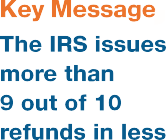 Key Message
The IRS issues
more than
9 out of 10
refunds in less